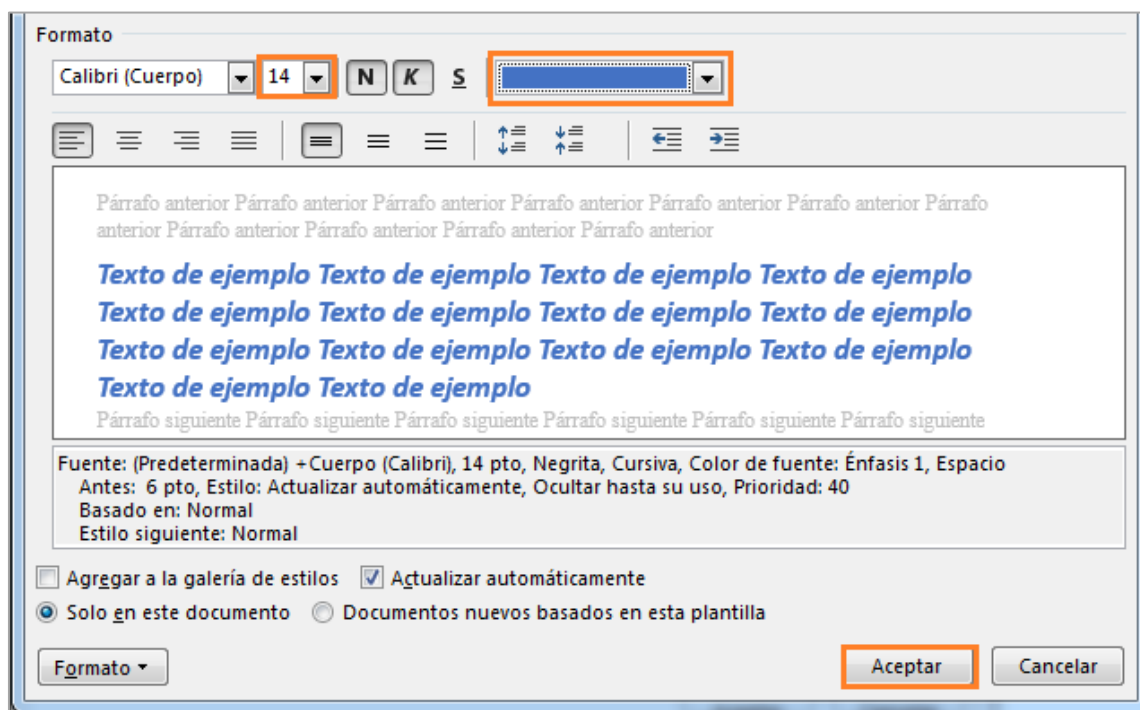 Formato
Calibri (Cuerpo) 14 N K S
Párrafo anterior Párrafo anterior Párrafo anterior Párrafo anterior Párrafo anterior Párrafo anterior Párrafo
anterior Párrafo anterior Párrafo anterior Párrafo anterior Párrafo anterior
Texto de ejemplo Texto de ejemplo Texto de ejemplo Texto de ejemplo
Texto de ejemplo Texto de ejemplo Texto de ejemplo Texto de ejemplo
Texto de ejemplo Texto de ejemplo Texto de ejemplo Texto de ejemplo
Texto de ejemplo Texto de ejemplo
Párrafo siguiente Párrafo siguiente Párrafo siguiente Párrafo siguiente Párrafo siguiente Párrafo siguiente
Fuente: (Predeterminada) +Cuerpo (Calibri), 14 pto, Negrita, Cursiva, Color de fuente: Énfasis 1, Espacio
Antes: 6 pto, Estilo: Actualizar automáticamente, Ocultar hasta su uso, Prioridad: 40
Basado en: Normal
Estilo siguiente: Normal
Agregar a la galería de estilos Actualizar automáticamente
Solo en este documento Documentos nuevos basados en esta plantilla
Formato Aceptar Cancelar